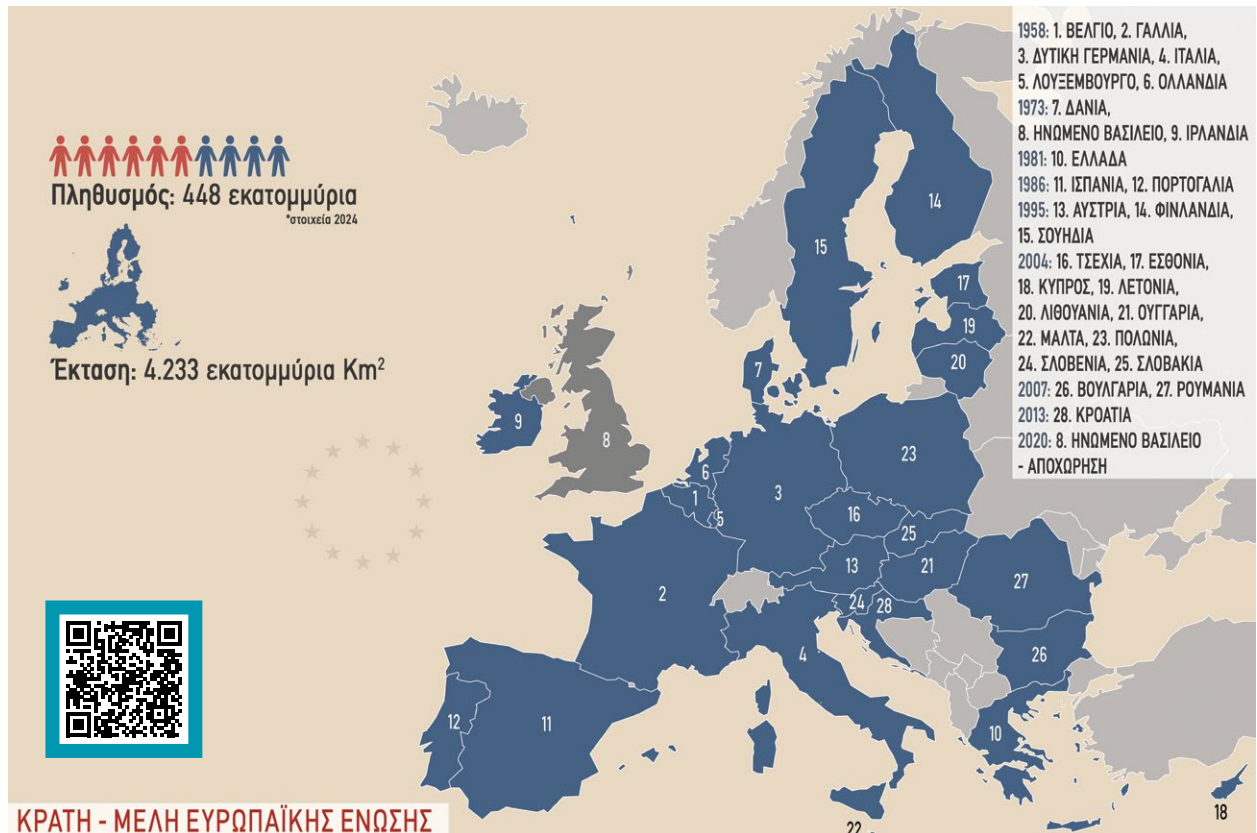 1958: 1. ΒΕΛΓΙΟ, 2. ΓΑΛΛΙΑ,
3. ΔΥΤΙΚΗ ΓΕΡΜΑΝΙΑ, 4. ΙΤΑΛΙΑ,
5. ΛΟΥΞΕΜΒΟΥΡΓΟ, 6. ΟΛΛΑΝΔΙΑ
1973: 7. ΔΑΝΙΑ,
8. ΗΝΩΜΕΝΟ ΒΑΣΙΛΕΙΟ, 9. ΙΡΛΑΝΔΙΑ
1981: 10. ΕΛΛΑΔΑ
1986: 11. ΙΣΠΑΝΙΑ, 12. ΠΟΡΤΟΓΑΛΙΑ
1995: 13. ΑΥΣΤΡΙΑ, 14. ΦΙΝΛΑΝΔΙΑ,
15. ΣΟΥΗΔΙΑ
2004: 16. ΤΣΕΧΙΑ, 17. ΕΣΘΟΝΙΑ,
18. ΚΥΠΡΟΣ, 19. ΛΕΤΟΝΙΑ,
20. ΛΙΘΟΥΑΝΙΑ, 21. ΟΥΓΓΑΡΙΑ,
22. ΜΑΛΤΑ, 23. ΠΟΛΩΝΙΑ,
24. ΣΛΟΒΕΝΙΑ, 25. ΣΛΟΒΑΚΙΑ
2007: 26. ΒΟΥΛΓΑΡΙΑ, 27. ΡΟΥΜΑΝΙΑ
2013: 28. ΚΡΟΑΤΙΑ
2020: 8. ΗΝΩΜΕΝΟ ΒΑΣΙΛΕΙΟ
- ΑΠΟΧΩΡΗΣΗ
Πληθυσμός: 448 εκατομμύρια
*στοιχεία 2024
Έκταση: 4.233 εκατομμύρια Km²
14
15
17
19
20
7
9
8
23
6
1
3
5
16
25
13
21
2
24
28
27
4
26
12
11
10
18
22
ΚΡΑΤΗ - ΜΕΛΗ ΕΥΡΩΠΑΪΚΗΣ ΕΝΩΣΗΣ